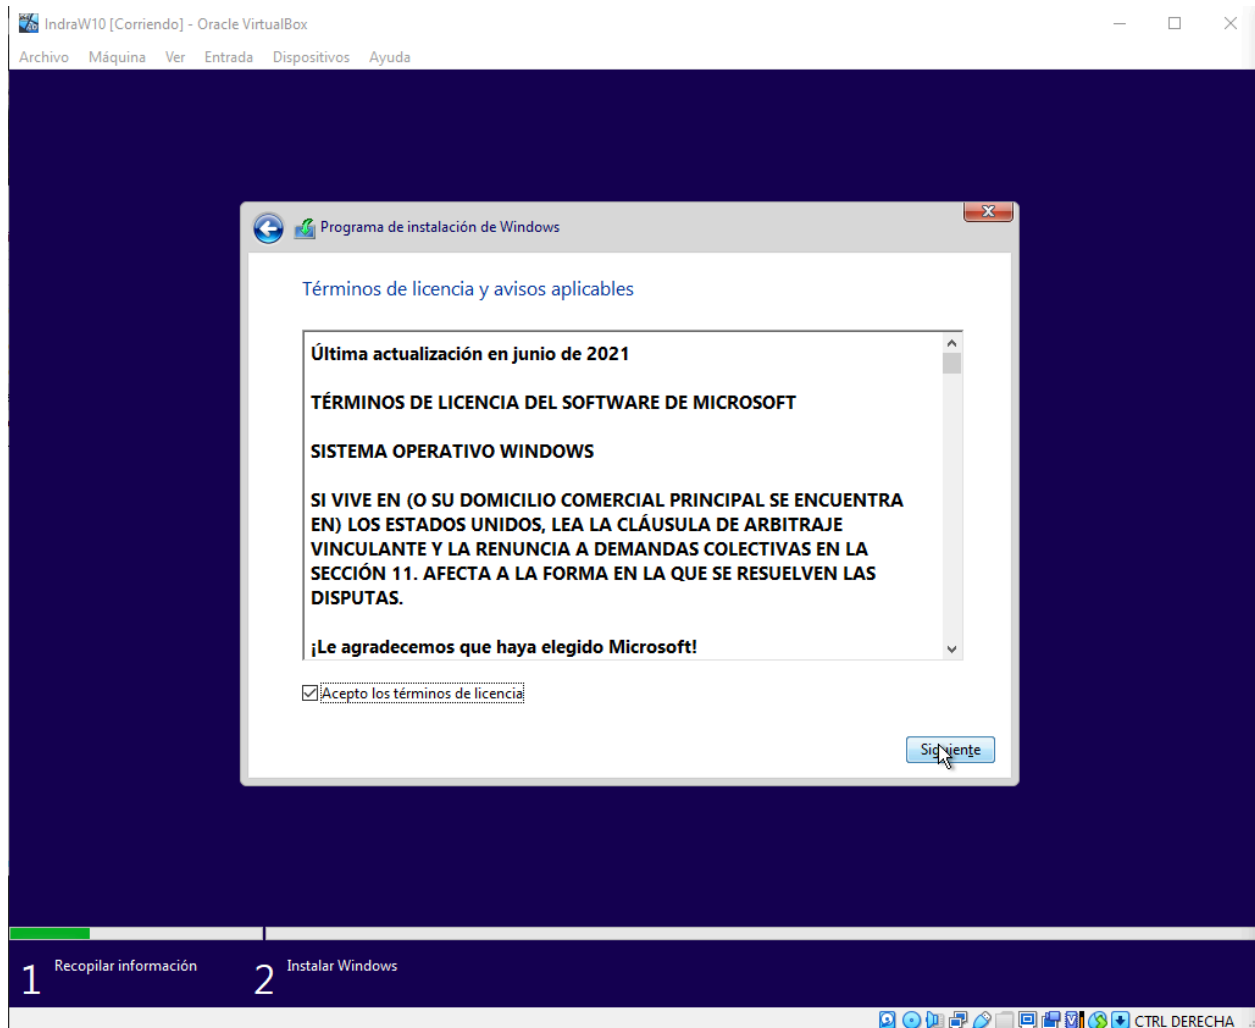 IndraW10 [Corriendo] - Oracle VirtualBox
Archivo Máquina Ver Entrada Dispositivos Ayuda
Programa de instalación de Windows
Términos de licencia y avisos aplicables
Última actualización en junio de 2021
TÉRMINOS DE LICENCIA DEL SOFTWARE DE MICROSOFT
SISTEMA OPERATIVO WINDOWS
SI VIVE EN (O SU DOMICILIO COMERCIAL PRINCIPAL SE ENCUENTRA
EN) LOS ESTADOS UNIDOS, LEA LA CLÁUSULA DE ARBITRAJE
VINCULANTE Y LA RENUNCIA A DEMANDAS COLECTIVAS EN LA
SECCIÓN 11. AFECTA A LA FORMA EN LA QUE SE RESUELVEN LAS
DISPUTAS.
¡Le agradecemos que haya elegido Microsoft!
Acepto los términos de licencia
Siguiente
1 Recopilar información 2 Instalar Windows
CTRL DERECHA